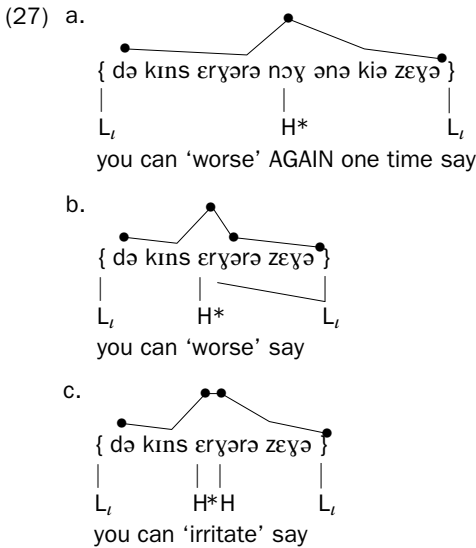 (27) a.
{ də kɪns ɛrɣərə nɔɣ ənə kiə zɛɣə }
Lι H* Lι
you can ‘worse’ AGAIN one time say
b.
{ də kɪns ɛrɣərə zɛɣə }
Lι H* Lι
you can ‘worse’ say
c.
{ də kɪns ɛrɣərə zɛɣə }
Lι H* H Lι
you can ‘irritate’ say